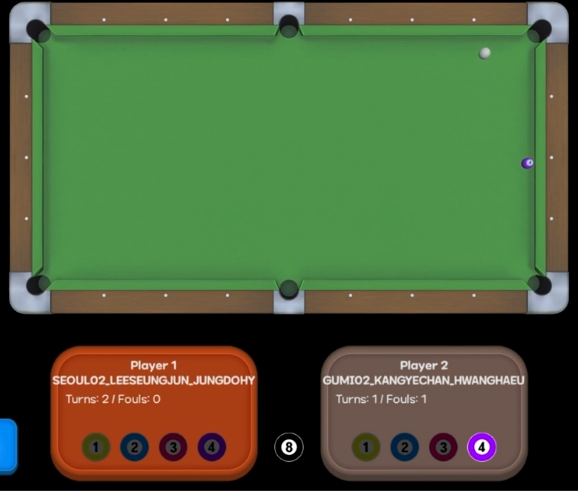 Player 1
SEOUL02_LEESEUNGJUN_JUNGDOHY
Turns: 2 / Fouls: 0
1 2 3 4
8
Player 2
GUMI02_KANGYECHAN_HWANGHAEU
Turns: 1 / Fouls: 1
1 2 3 4